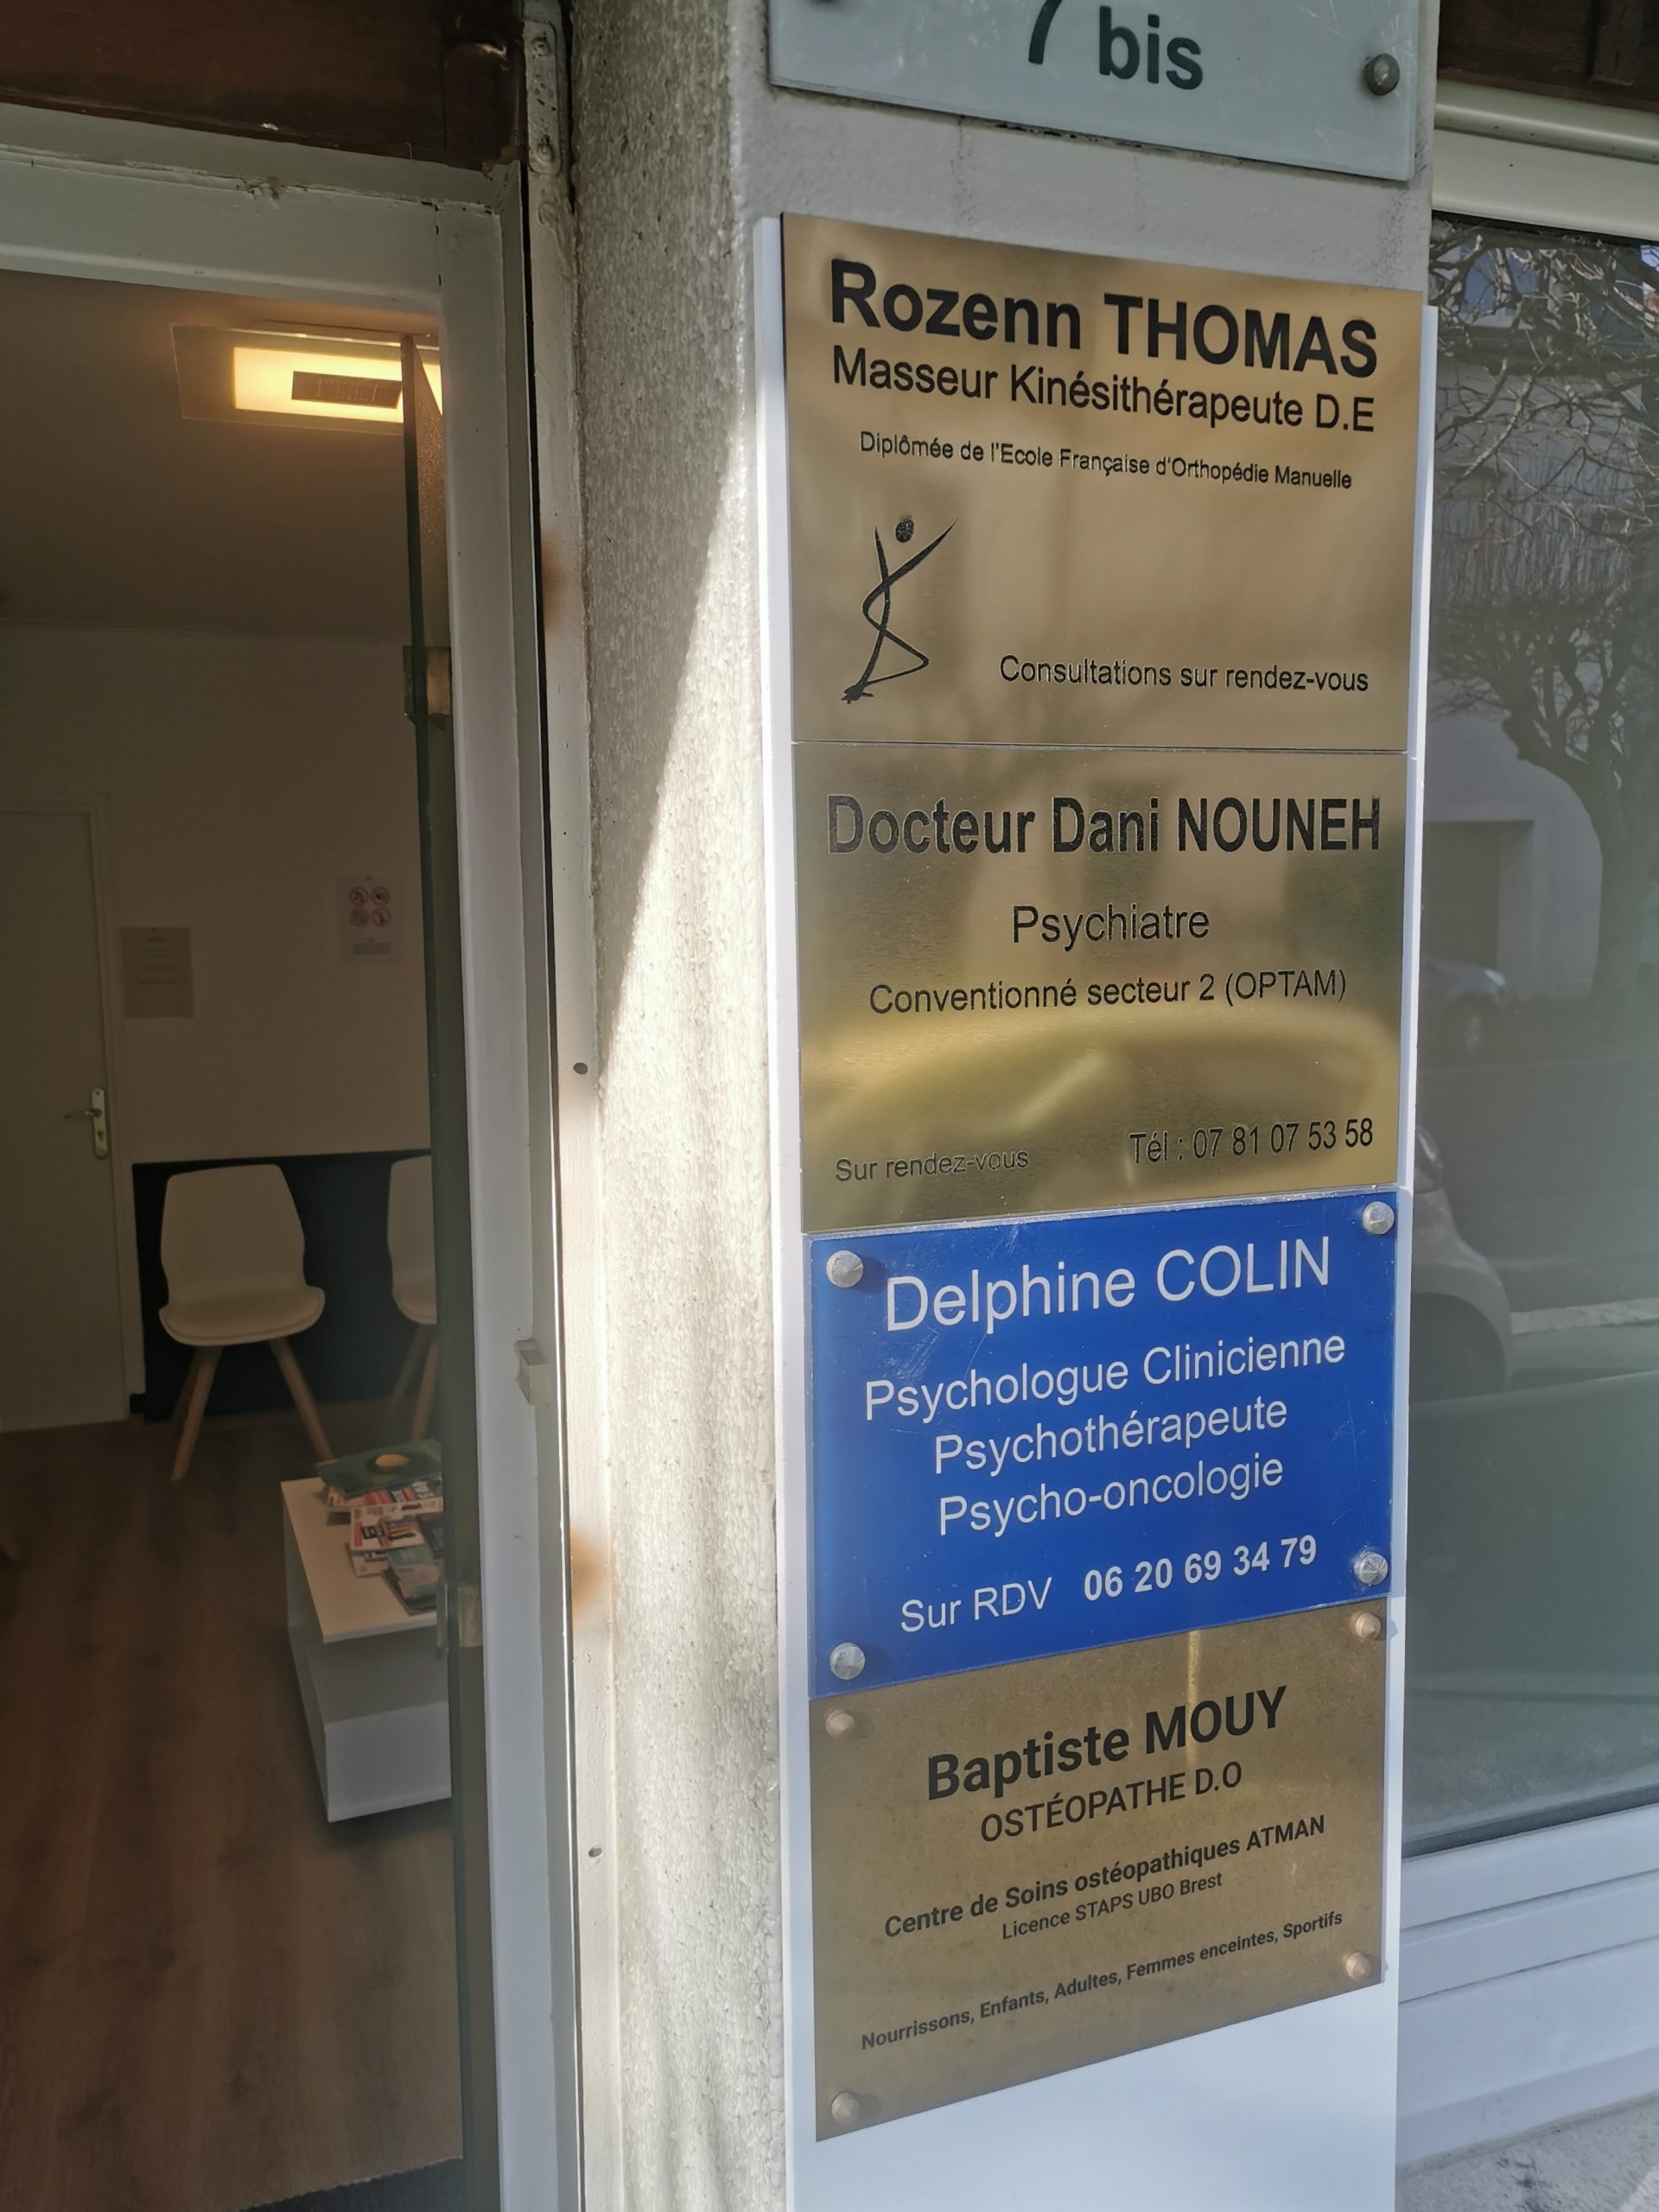 7 bis
Rozenn THOMAS
Masseur Kinésithérapeute D.E
Diplômée de l'Ecole Française d'Orthopédie Manuelle
Consultations sur rendez-vous
Docteur Dani NOUNEH
Psychiatre
Conventionné secteur 2 (OPTAM)
Sur rendez-vous Tél : 07 81 07 53 58
Delphine COLIN
Psychologue Clinicienne
Psychothérapeute
Psycho-oncologie
Sur RDV 06 20 69 34 79
Baptiste MOUY
OSTÉOPATHE D.O
Centre de Soins ostéopathiques ATMAN
Licence STAPS UBO Brest
Nourrissons, Enfants, Adultes, Femmes enceintes, Sportifs